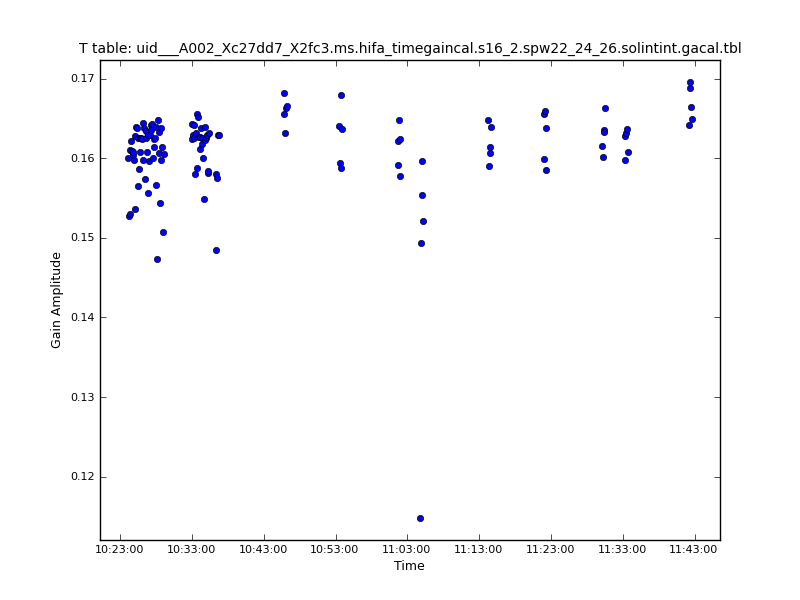 T table: uid___A002_Xc27dd7_X2fc3.ms.hifa_timegaincal.s16_2.spw22_24_26.solintint.gacal.tbl
0.17
0.16
0.15
0.14
0.13
0.12
Gain Amplitude
10:23:00 10:33:00 10:43:00 10:53:00 11:03:00 11:13:00 11:23:00 11:33:00 11:43:00
Time